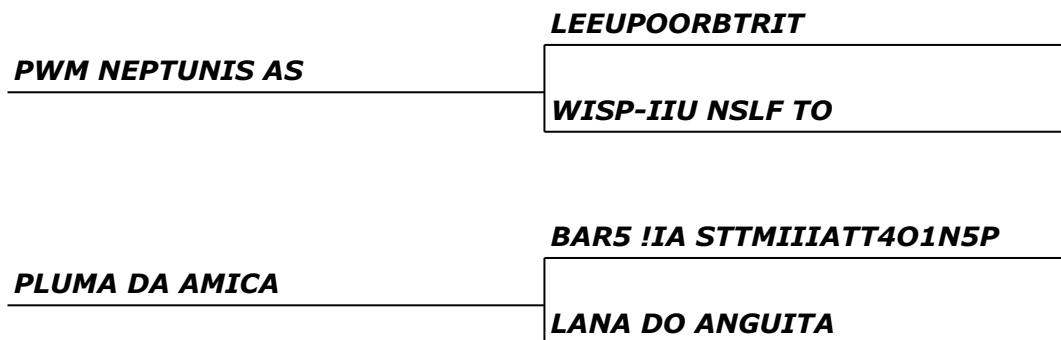 LEEUPOORBTRIT
PWM NEPTUNIS AS
WISP-IIU NSLF TO
BAR5 !IA STTMIIIATT4O1N5P
PLUMA DA AMICA
LANA DO ANGUITA